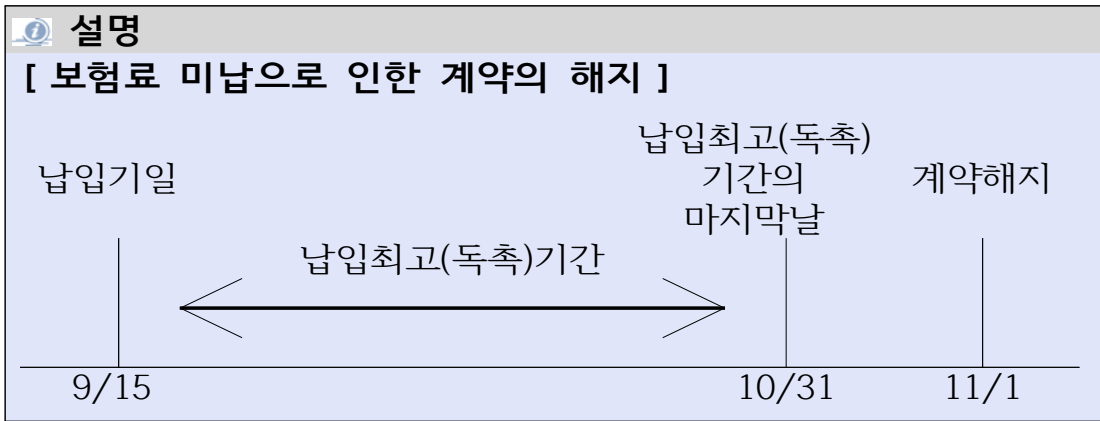 설명
[ 보험료 미납으로 인한 계약의 해지 ]
납입기일
납입최고(독촉)
기간의
마지막날
계약해지
납입최고(독촉)기간
9/15
10/31
11/1